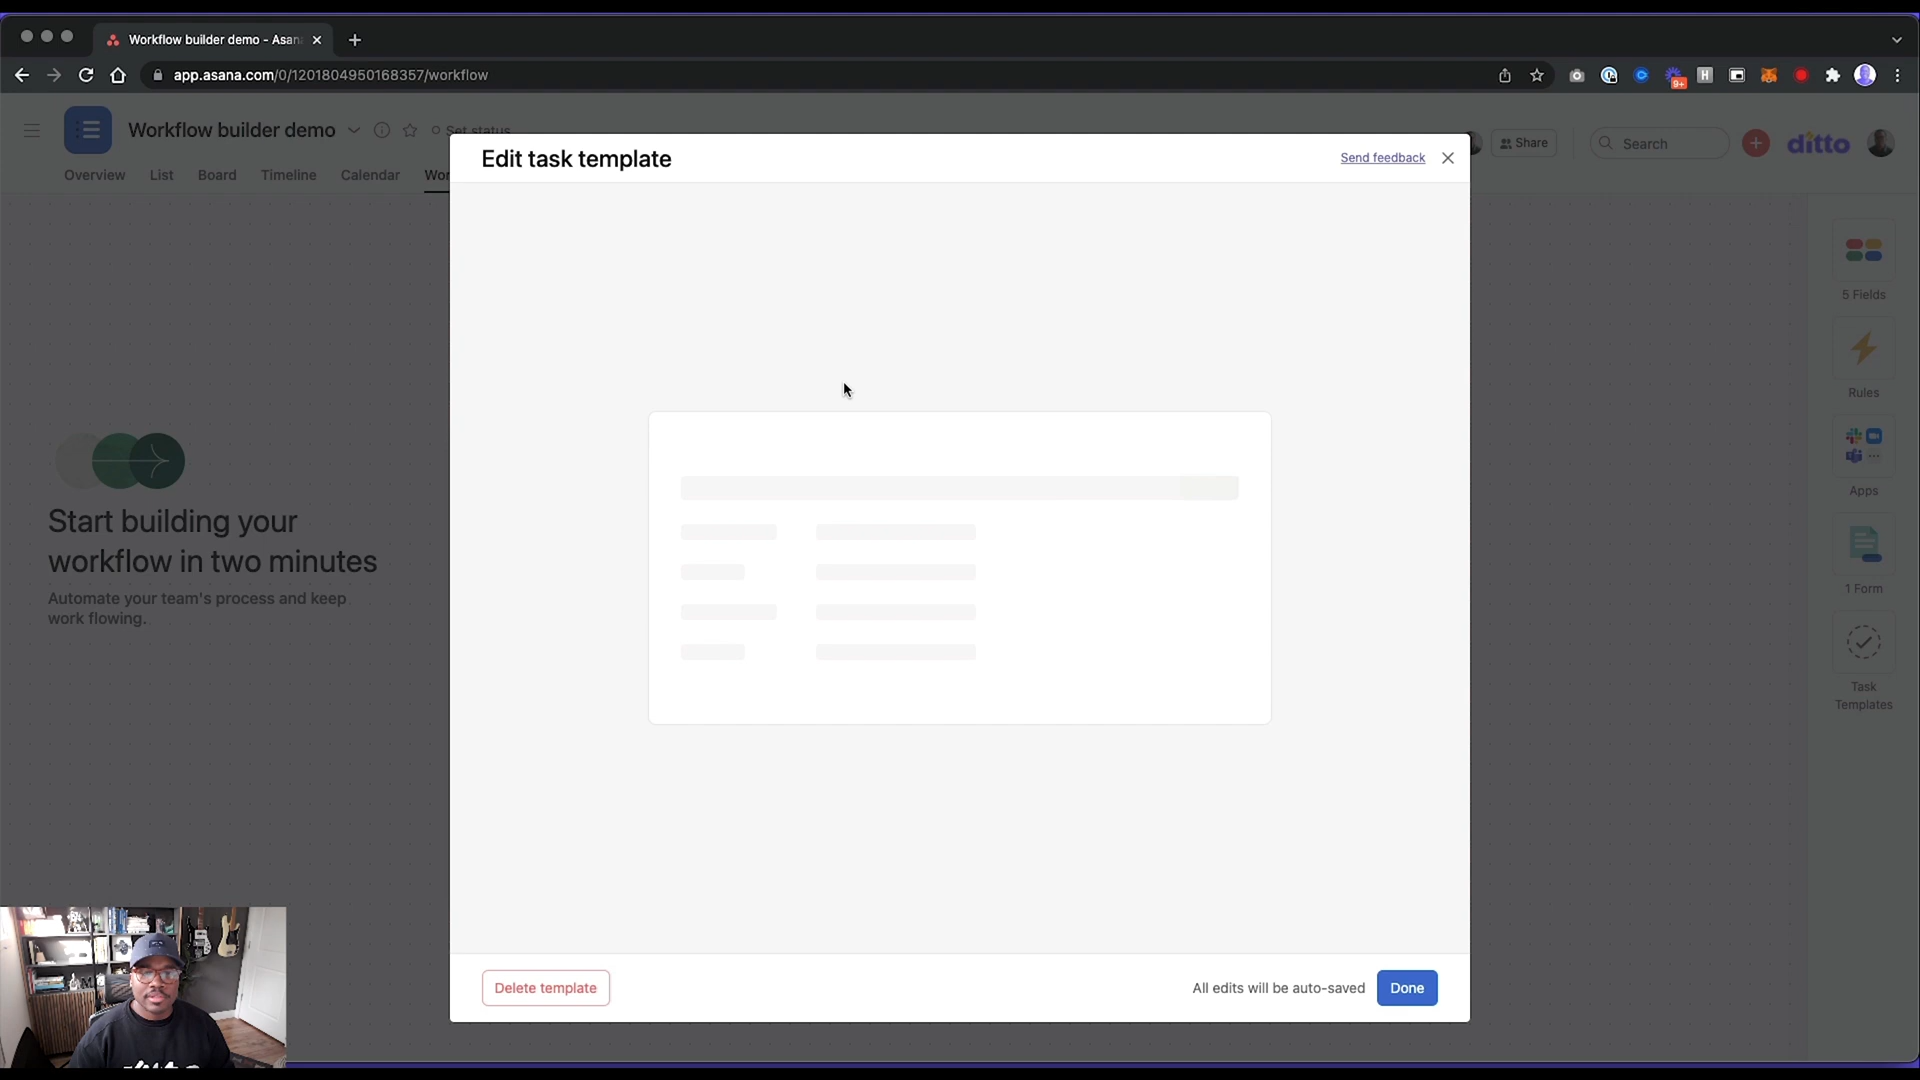 Workflow builder demo - Asan
app.asana.com/0/1201804950168357/workflow
9+
H
Workflow builder demo
Set status
Share
Search
ditto
Overview
List
Board
Timeline
Calendar
Wor
Edit task template
Send feedback
5 Fields
Rules
Apps
1 Form
Task
Templates
Start building your
workflow in two minutes
Automate your team's process and keep
work flowing.
Delete template
All edits will be auto-saved
Done